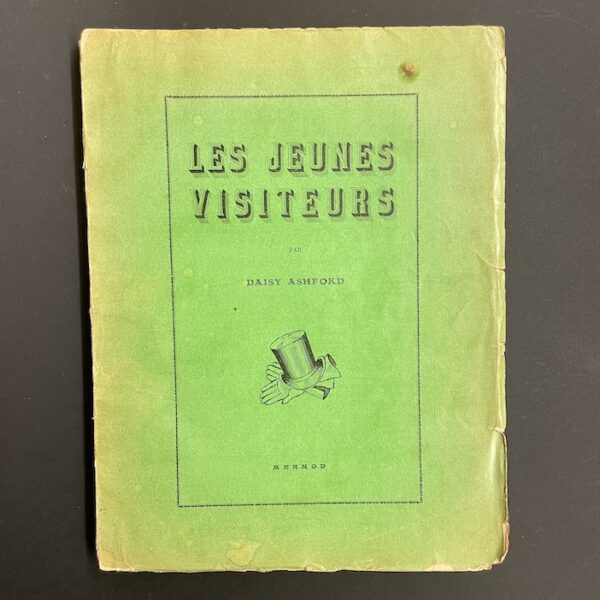 LES JEUNES
VISITEURS
PAR
DAISY ASHFORD
MERMOD